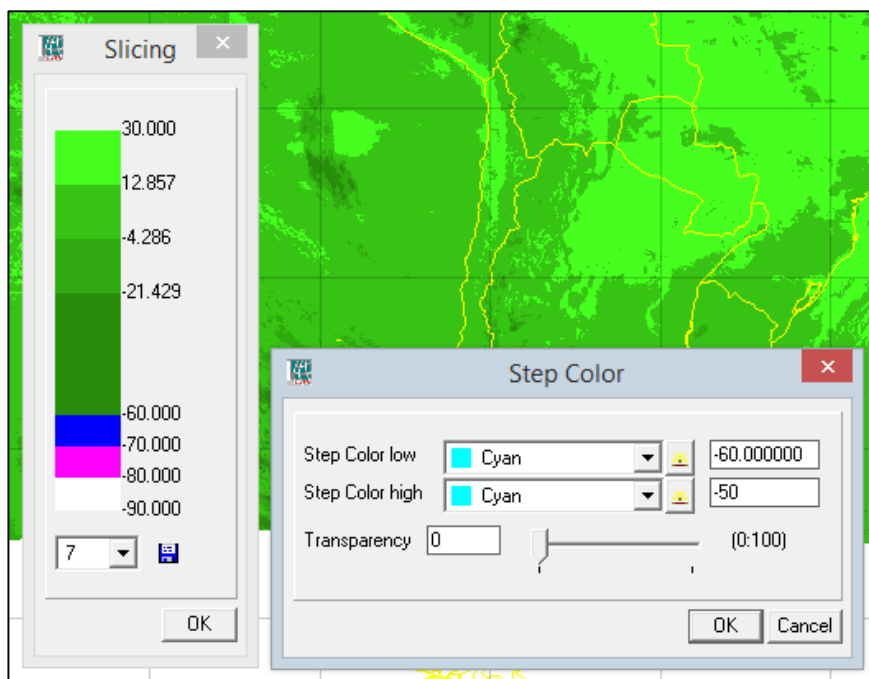 Slicing
30.000
12.857
-4.286
-21.429
-60.000
-70.000
-80.000
-90.000
7
OK
Step Color
Step Color low Cyan -60.000000
Step Color high Cyan -50
Transparency 0 (0:100)
OK Cancel